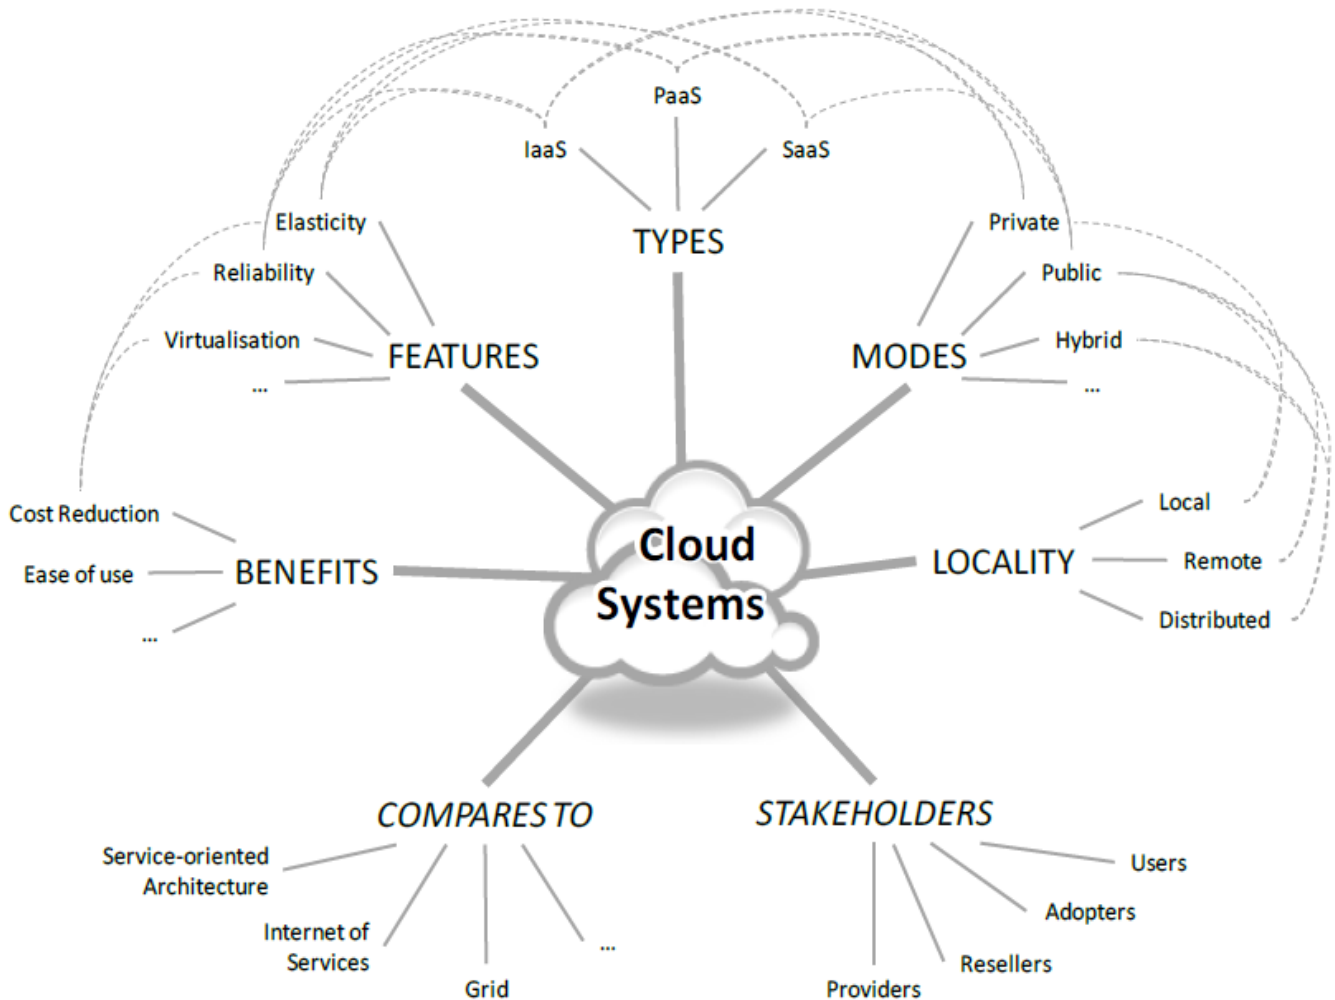 PaaS
IaaS
SaaS
TYPES
Elasticity
Reliability
Virtualisation
...
FEATURES
Private
Public
Hybrid
...
MODES
Cost Reduction
Ease of use
...
BENEFITS
Cloud
Systems
LOCALITY
Local
Remote
Distributed
COMPARES TO
Service-oriented
Architecture
Internet of
Services
Grid
...
STAKEHOLDERS
Users
Adopters
Resellers
Providers